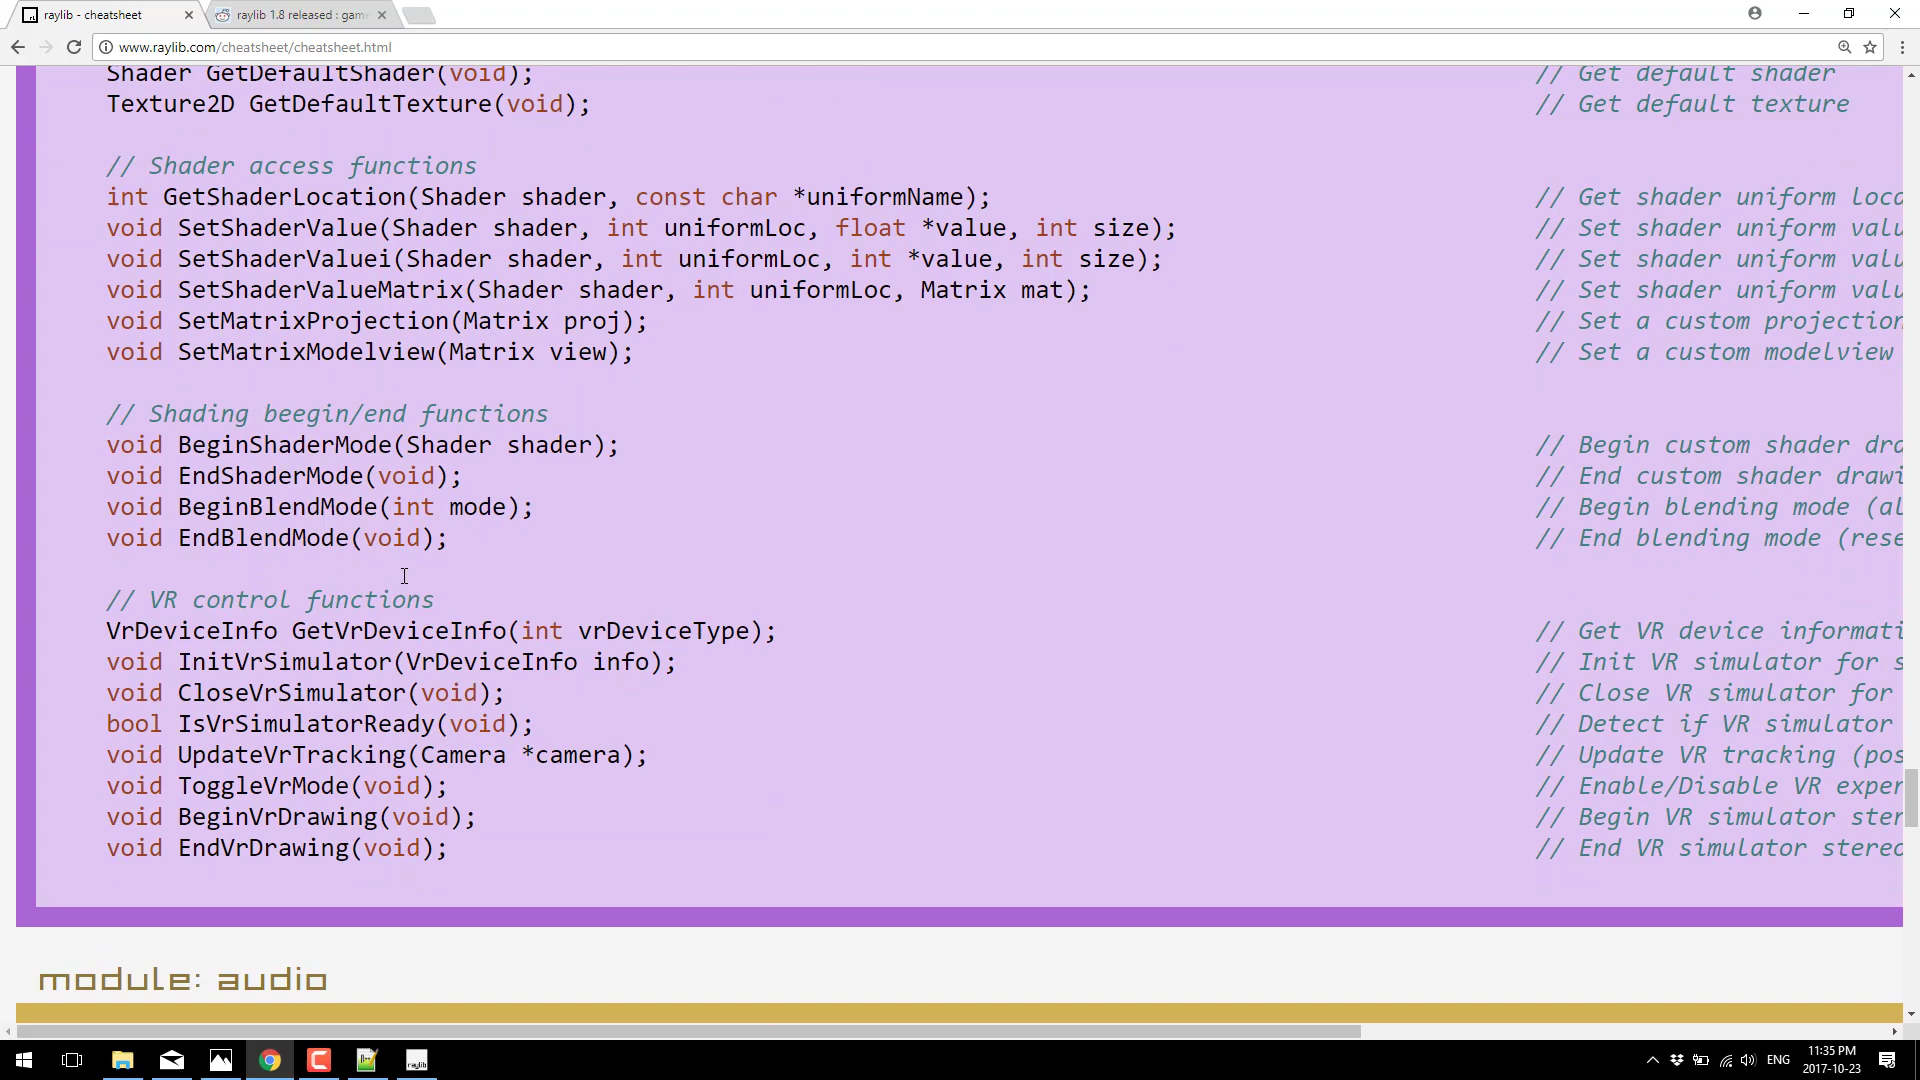 raylib - cheatsheet
raylib 1.8 released : gam
www.raylib.com/cheatsheet/cheatsheet.html
Shader GetDefaultShader(void); // Get default shader
Texture2D GetDefaultTexture(void); // Get default texture
// Shader access functions
int GetShaderLocation(Shader shader, const char *uniformName); // Get shader uniform loca
void SetShaderValue(Shader shader, int uniformLoc, float *value, int size); // Set shader uniform valu
void SetShaderValuei(Shader shader, int uniformLoc, int *value, int size); // Set shader uniform valu
void SetShaderValueMatrix(Shader shader, int uniformLoc, Matrix mat); // Set shader uniform valu
void SetMatrixProjection(Matrix proj); // Set a custom projection
void SetMatrixModelview(Matrix view); // Set a custom modelview
// Shading beegin/end functions
void BeginShaderMode(Shader shader); // Begin custom shader dra
void EndShaderMode(void); // End custom shader drawi
void BeginBlendMode(int mode); // Begin blending mode (al
void EndBlendMode(void); // End blending mode (rese
// VR control functions
VrDeviceInfo GetVrDeviceInfo(int vrDeviceType); // Get VR device informati
void InitVrSimulator(VrDeviceInfo info); // Init VR simulator for s
void CloseVrSimulator(void); // Close VR simulator for
bool IsVrSimulatorReady(void); // Detect if VR simulator
void UpdateVrTracking(Camera *camera); // Update VR tracking (pos
void ToggleVrMode(void); // Enable/Disable VR exper
void BeginVrDrawing(void); // Begin VR simulator ster
void EndVrDrawing(void); // End VR simulator stereo
module: audio
raylib
ENG
11:35 PM
2017-10-23